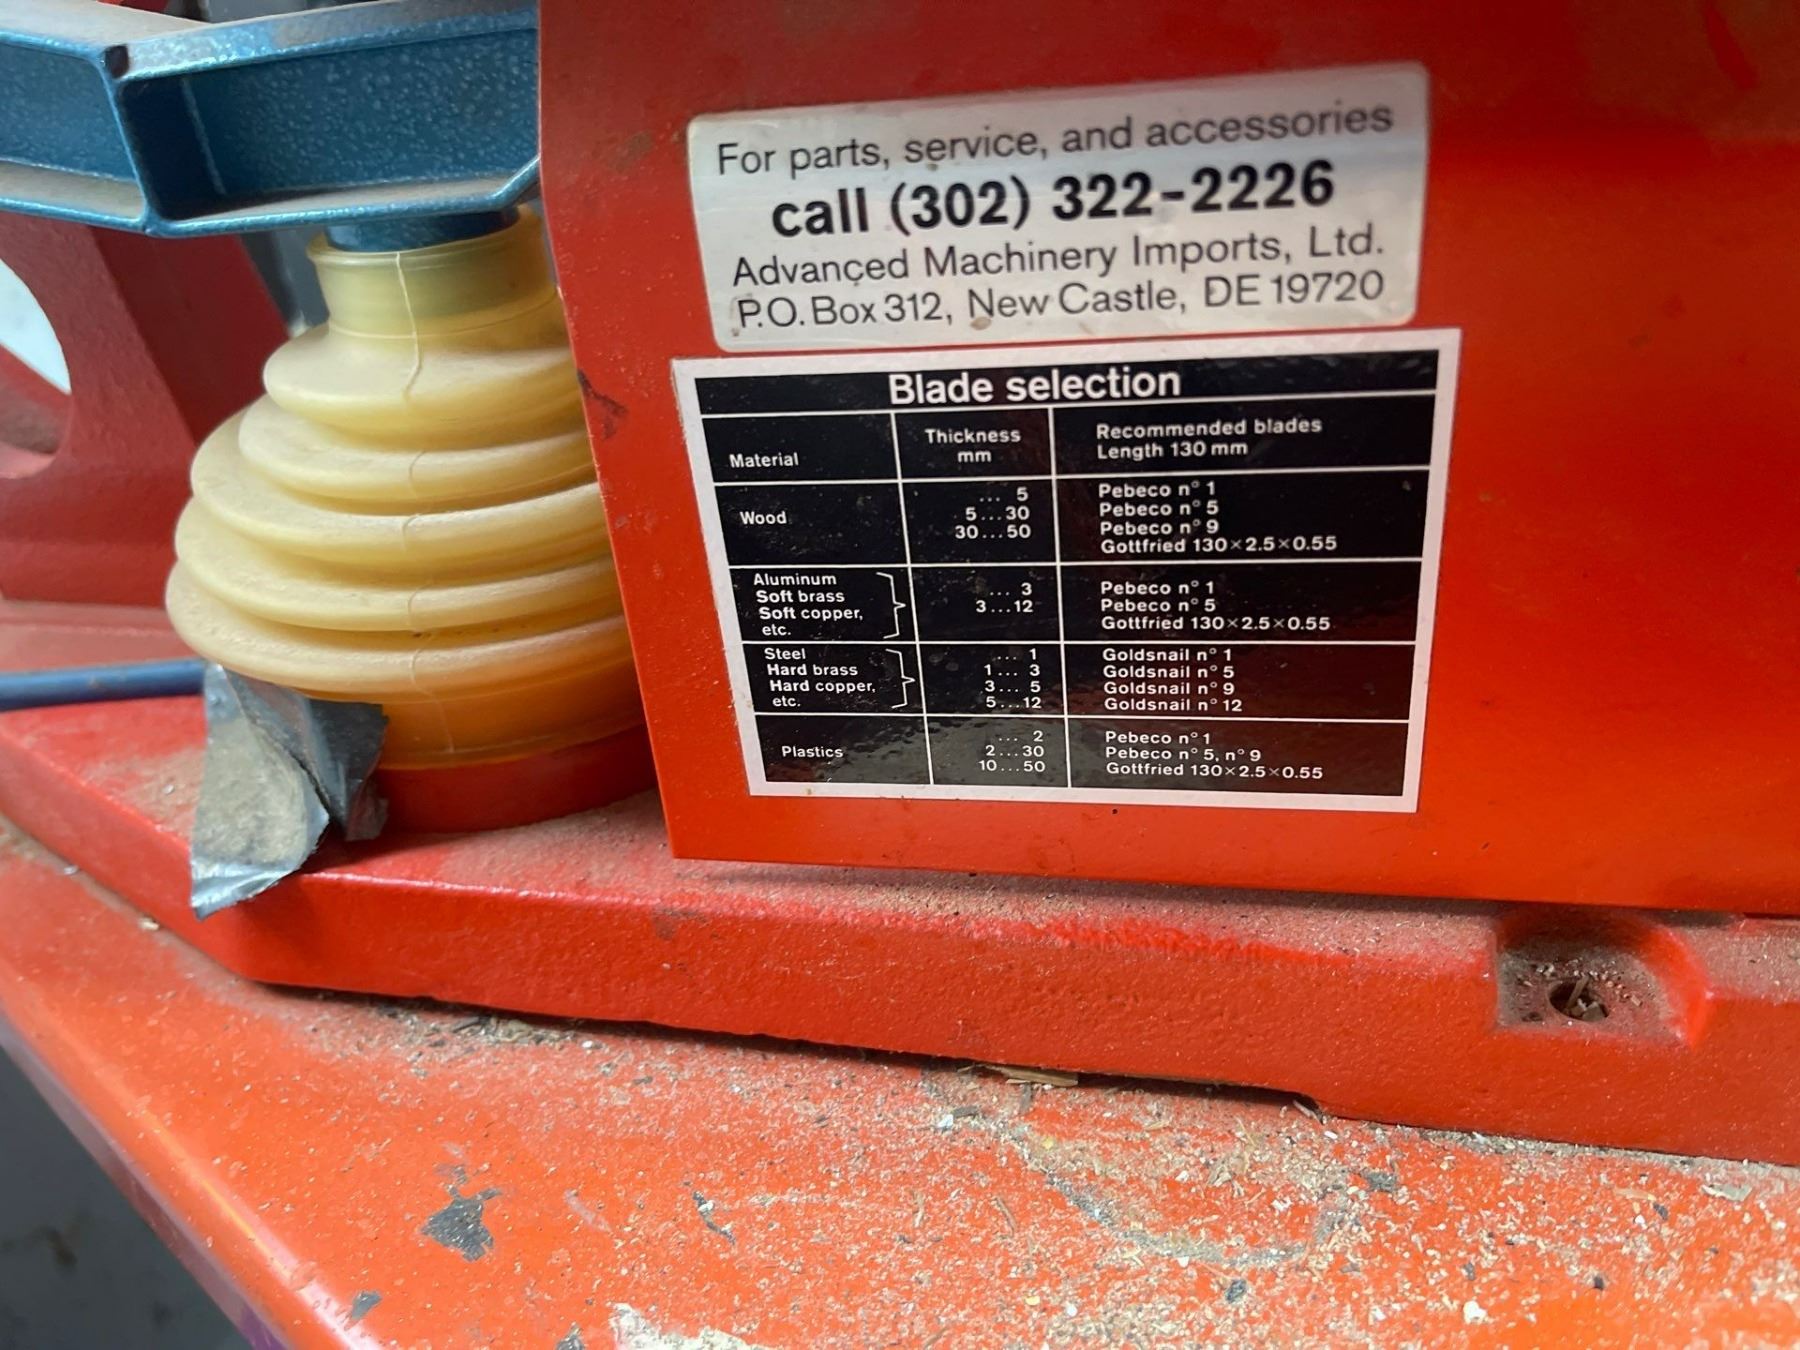 For parts, service, and accessories
call (302) 322-2226
Advanced Machinery Imports, Ltd.
P.O. Box 312, New Castle, DE 19720
Blade selection
Material
Thickness
mm
Recommended blades
Length 130 mm
Wood
... 5
5...30
30...50
Pebeco n° 1
Pebeco n° 5
Pebeco n° 9
Gottfried 130×2.5×0.55
Aluminum
Soft brass
Soft copper,
etc.
... 3
3...12
Pebeco n° 1
Pebeco n° 5
Gottfried 130×2.5×0.55
Steel
Hard brass
Hard copper,
etc.
... 1
1... 3
3... 5
5...12
Goldsnail n° 1
Goldsnail n° 5
Goldsnail n° 9
Goldsnail n° 12
Plastics
... 2
2...30
10...50
Pebeco n° 1
Pebeco n° 5, n° 9
Gottfried 130×2.5×0.55